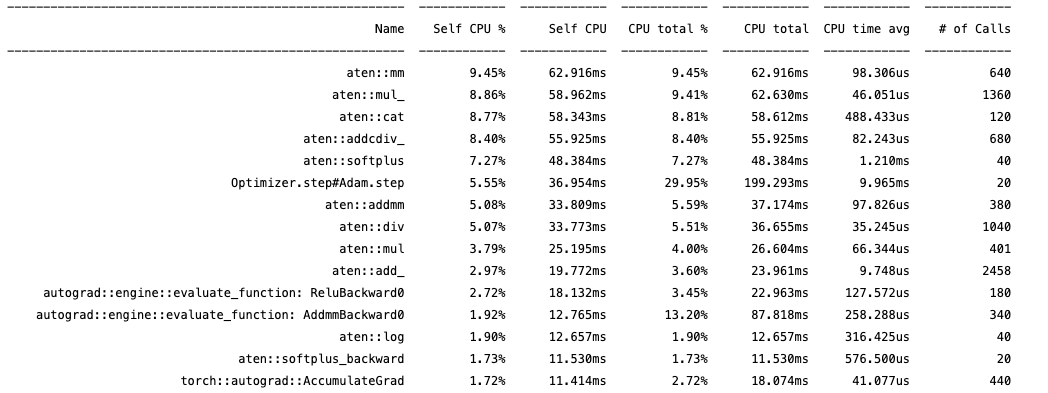 Name Self CPU % Self CPU CPU total % CPU total CPU time avg # of Calls
aten::mm 9.45% 62.916ms 9.45% 62.916ms 98.306us 640
aten::mul_ 8.86% 58.962ms 9.41% 62.630ms 46.051us 1360
aten::cat 8.77% 58.343ms 8.81% 58.612ms 488.433us 120
aten::addcdiv_ 8.40% 55.925ms 8.40% 55.925ms 82.243us 680
aten::softplus 7.27% 48.384ms 7.27% 48.384ms 1.210ms 40
Optimizer.step#Adam.step 5.55% 36.954ms 29.95% 199.293ms 9.965ms 20
aten::addmm 5.08% 33.809ms 5.59% 37.174ms 97.826us 380
aten::div 5.07% 33.773ms 5.51% 36.655ms 35.245us 1040
aten::mul 3.79% 25.195ms 4.00% 26.604ms 66.344us 401
aten::add_ 2.97% 19.772ms 3.60% 23.961ms 9.748us 2458
autograd::engine::evaluate_function: ReluBackward0 2.72% 18.132ms 3.45% 22.963ms 127.572us 180
autograd::engine::evaluate_function: AddmmBackward0 1.92% 12.765ms 13.20% 87.818ms 258.288us 340
aten::log 1.90% 12.657ms 1.90% 12.657ms 316.425us 40
aten::softplus_backward 1.73% 11.530ms 1.73% 11.530ms 576.500us 20
torch::autograd::AccumulateGrad 1.72% 11.414ms 2.72% 18.074ms 41.077us 440